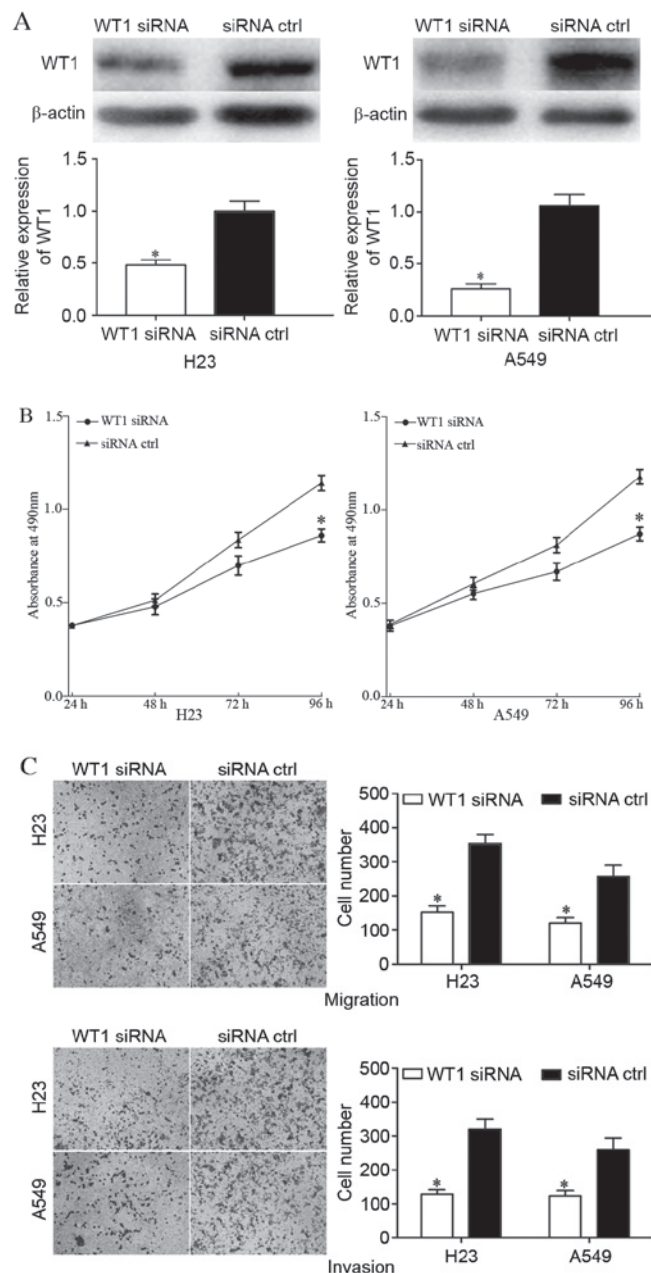 A
WT1 siRNA siRNA ctrl
WT1
β-actin
1.5
1.0
0.5
0.0
Relative expression
of WT1
*
WT1 siRNA siRNA ctrl
H23
WT1 siRNA siRNA ctrl
WT1
β-actin
1.5
1.0
0.5
0.0
Relative expression
of WT1
*
WT1 siRNA siRNA ctrl
A549
B
1.5
1.0
0.5
0.0
Absorbance at 490nm
WT1 siRNA
siRNA ctrl
*
24 h 48 h 72 h 96 h
H23
1.5
1.0
0.5
0.0
Absorbance at 490nm
WT1 siRNA
siRNA ctrl
*
24 h 48 h 72 h 96 h
A549
C
WT1 siRNA siRNA ctrl
H23
A549
500
400
300
200
100
0
Cell number
WT1 siRNA siRNA ctrl
* *
H23 A549
Migration
WT1 siRNA siRNA ctrl
H23
A549
500
400
300
200
100
0
Cell number
WT1 siRNA siRNA ctrl
* *
H23 A549
Invasion